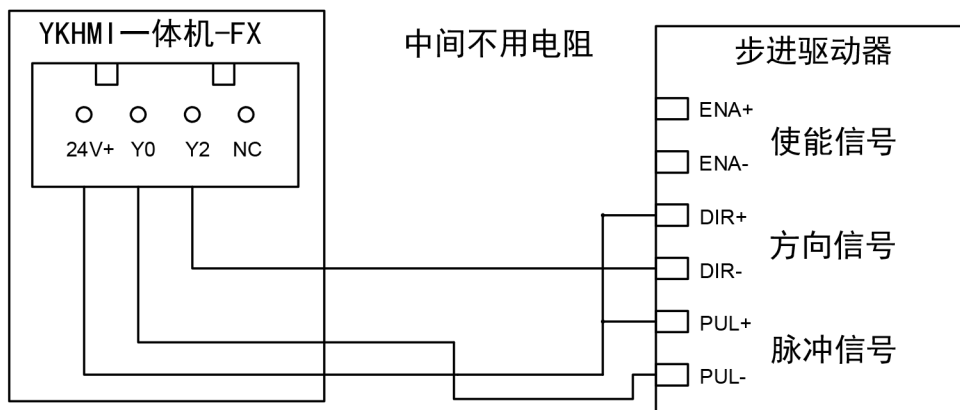 YKHMI一体机-FX
中间不用电阻
步进驱动器
24V+ Y0 Y2 NC
ENA+
使能信号
ENA-
DIR+
方向信号
DIR-
PUL+
脉冲信号
PUL-